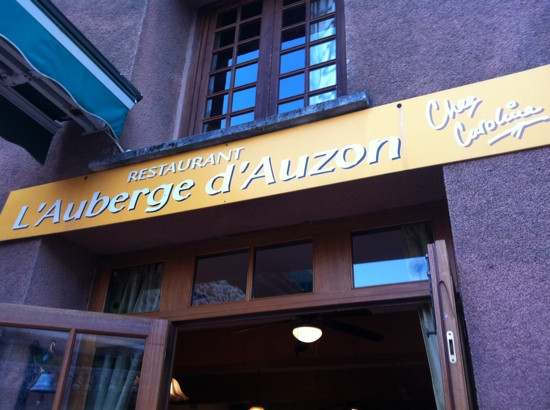 RESTAURANT
L'Auberge d'Auzon
Chez
Caroline